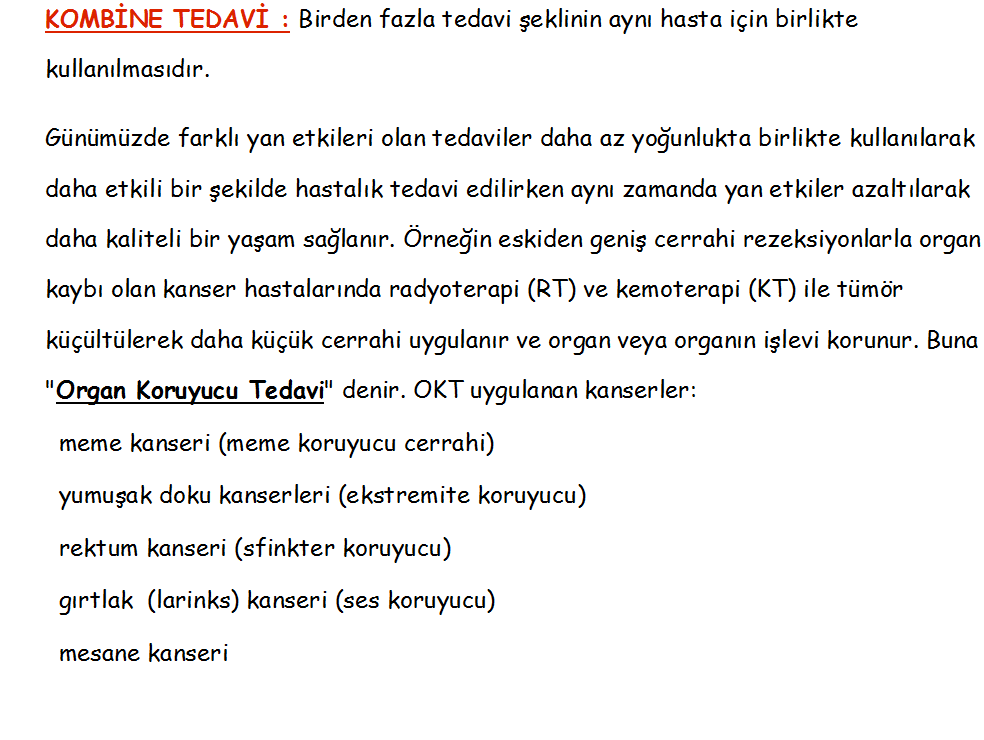 KOMBİNE TEDAVİ : Birden fazla tedavi şeklinin aynı hasta için birlikte
kullanılmasıdır.
Günümüzde farklı yan etkileri olan tedaviler daha az yoğunlukta birlikte kullanılarak
daha etkili bir şekilde hastalık tedavi edilirken aynı zamanda yan etkiler azaltılarak
daha kaliteli bir yaşam sağlanır. Örneğin eskiden geniş cerrahi rezeksiyonlarla organ
kaybı olan kanser hastalarında radyoterapi (RT) ve kemoterapi (KT) ile tümör
küçültülerek daha küçük cerrahi uygulanır ve organ veya organın işlevi korunur. Buna
"Organ Koruyucu Tedavi" denir. OKT uygulanan kanserler:
meme kanseri (meme koruyucu cerrahi)
yumuşak doku kanserleri (ekstremite koruyucu)
rektum kanseri (sfinkter koruyucu)
gırtlak (larinks) kanseri (ses koruyucu)
mesane kanseri